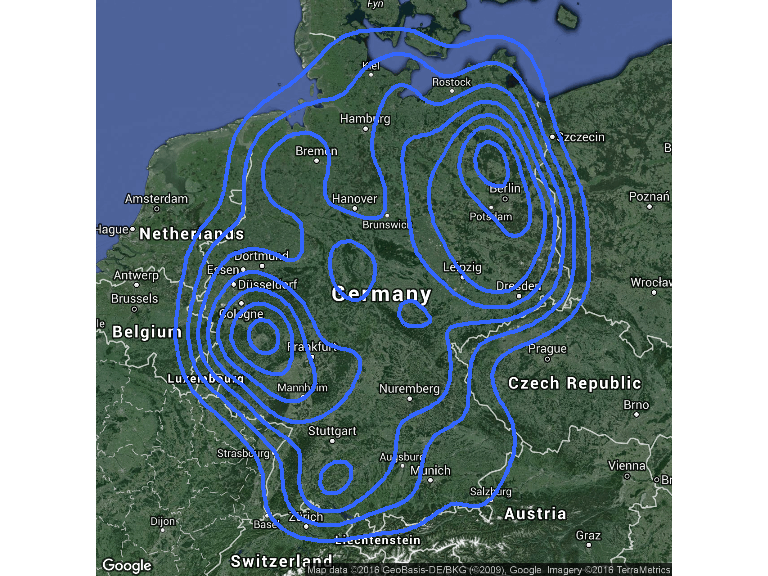 Fyn
Kiel
Rostock
Hamburg
Szczecin
Bremen
Berlin
Amsterdam
Hanover
Poznań
Potsdam
Brunswick
Hague
Netherlands
Dortmund
Essen
Leipzig
Antwerp
Düsseldorf
Dresden
Wrocław
Germany
Brussels
Cologne
Belgium
Frankfurt
Prague
Luxembourg
Mannheim
Nuremberg
Czech Republic
Brno
Stuttgart
Strasbourg
Augsburg
Munich
Vienna
Salzburg
Dijon
Zürich
Austria
Liechtenstein
Graz
Switzerland
Google
Map data ©2016 GeoBasis-DE/BKG (©2009), Google Imagery ©2016 TerraMetrics